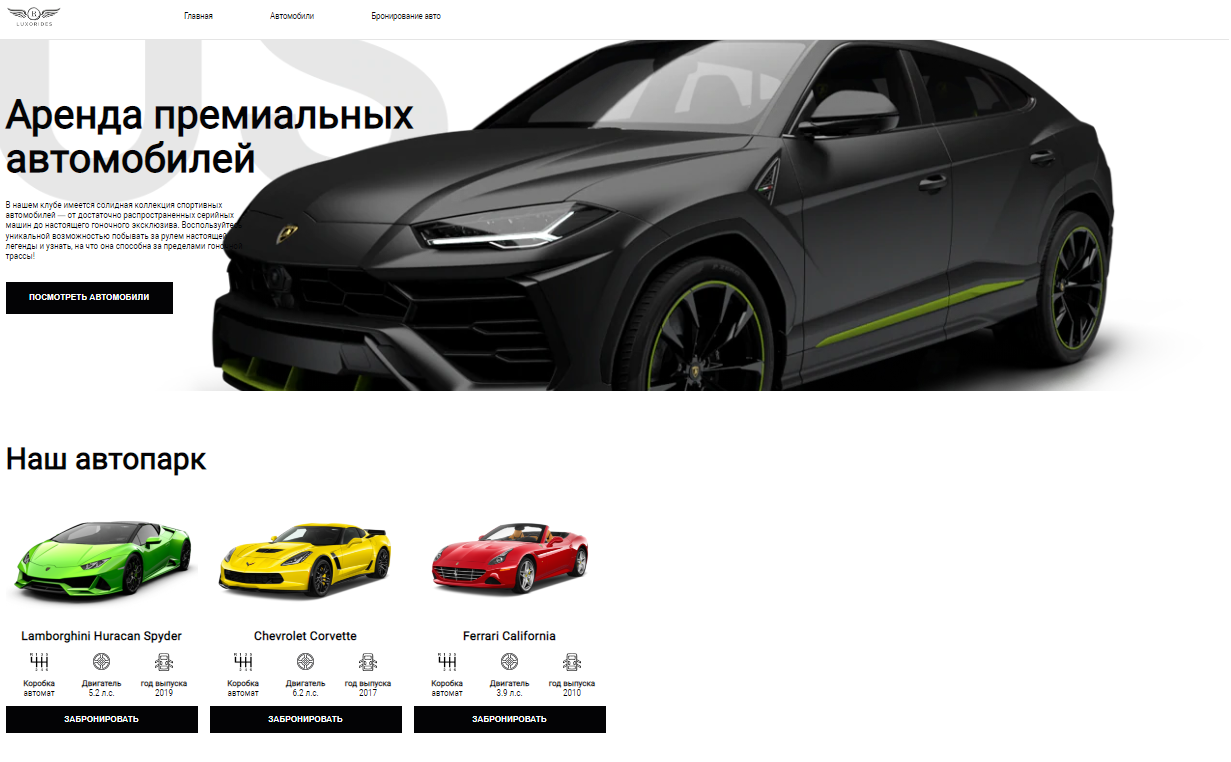 LUXORIDES
Главная
Автомобили
Бронирование авто
US
Аренда премиальных
автомобилей
В нашем клубе имеется солидная коллекция спортивных
автомобилей — от достаточно распространенных серийных
машин до настоящего гоночного эксклюзива. Воспользуйтесь
уникальной возможностью побывать за рулем настоящей
легенды и узнать, на что она способна за пределами гоночной
трассы!
ПОСМОТРЕТЬ АВТОМОБИЛИ
Наш автопарк
Lamborghini Huracan Spyder
Коробка
автомат
Двигатель
5.2 л.с.
год выпуска
2019
ЗАБРОНИРОВАТЬ
Chevrolet Corvette
Коробка
автомат
Двигатель
6.2 л.с.
год выпуска
2017
ЗАБРОНИРОВАТЬ
Ferrari California
Коробка
автомат
Двигатель
3.9 л.с.
год выпуска
2010
ЗАБРОНИРОВАТЬ